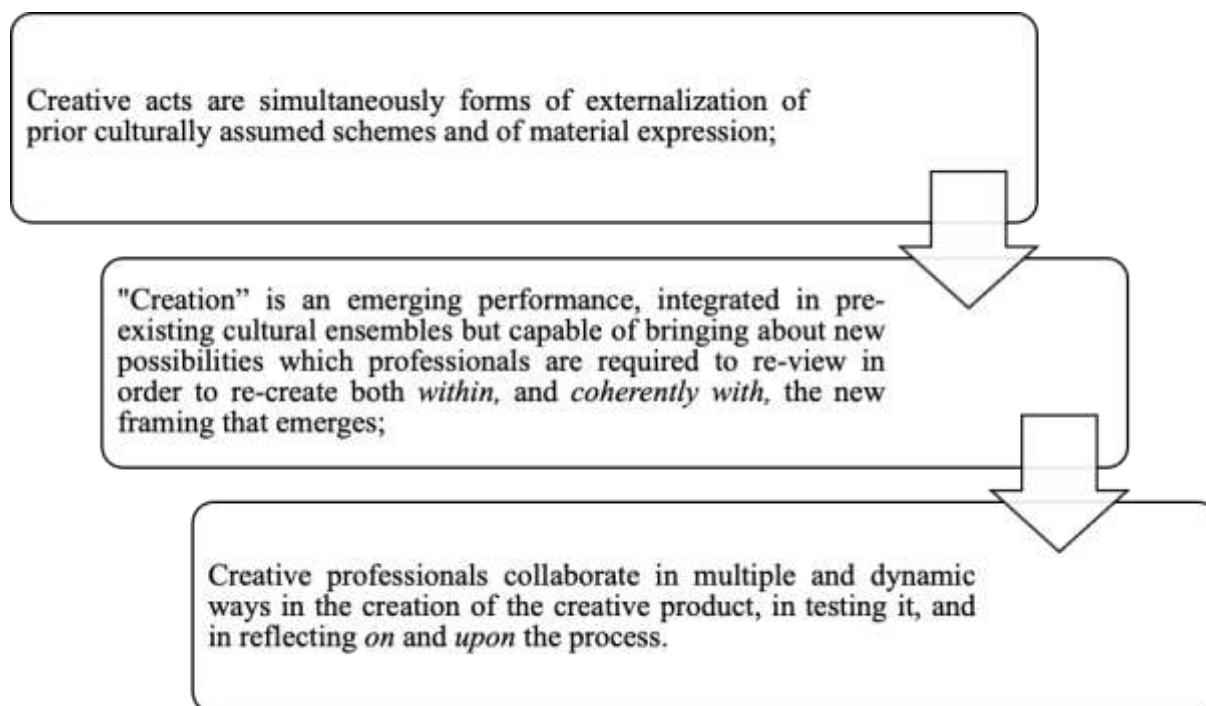 Creative acts are simultaneously forms of externalization of
prior culturally assumed schemes and of material expression;
"Creation” is an emerging performance, integrated in pre-
existing cultural ensembles but capable of bringing about new
possibilities which professionals are required to re-view in
order to re-create both within, and coherently with, the new
framing that emerges;
Creative professionals collaborate in multiple and dynamic
ways in the creation of the creative product, in testing it, and
in reflecting on and upon the process.